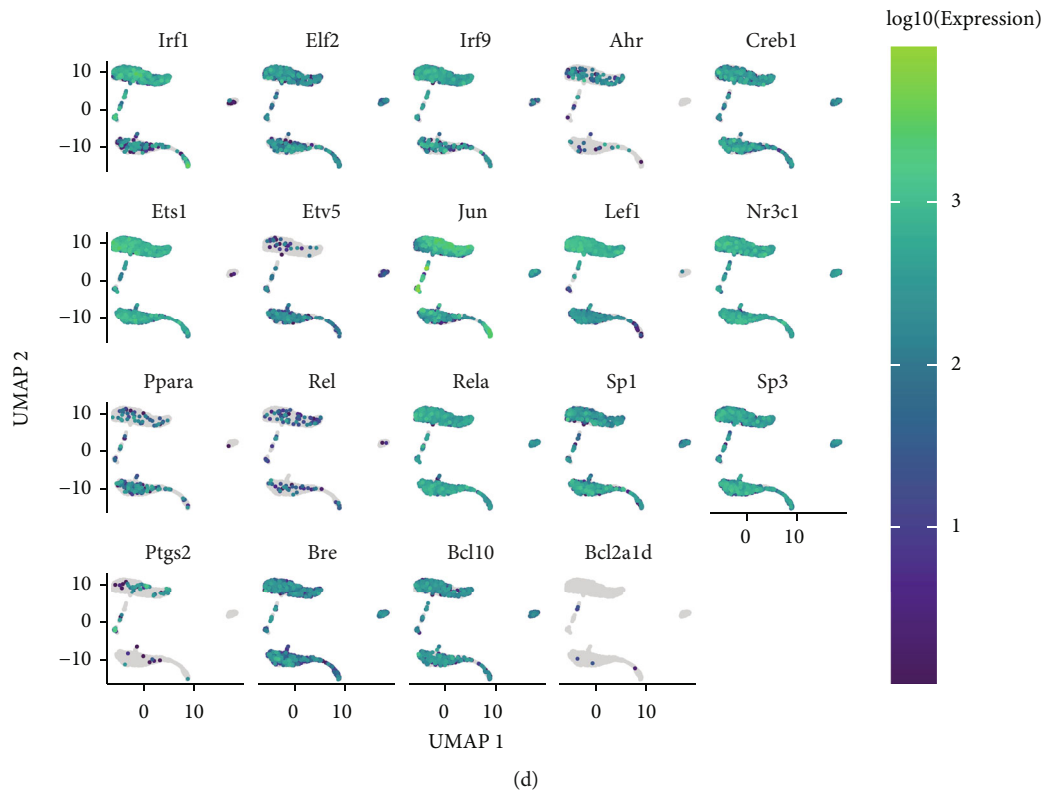 log10(Expression)
Irf1 Elf2 Irf9 Ahr Creb1
10
0
−10
3
Ets1 Etv5 Jun Lef1 Nr3c1
10
0
−10
2
UMAP 2
Ppara Rel Rela Sp1 Sp3
10
0
−10
1
0 10
Ptgs2 Bre Bcl10 Bcl2a1d
10
0
−10
0 10 0 10 0 10 0 10
UMAP 1
(d)